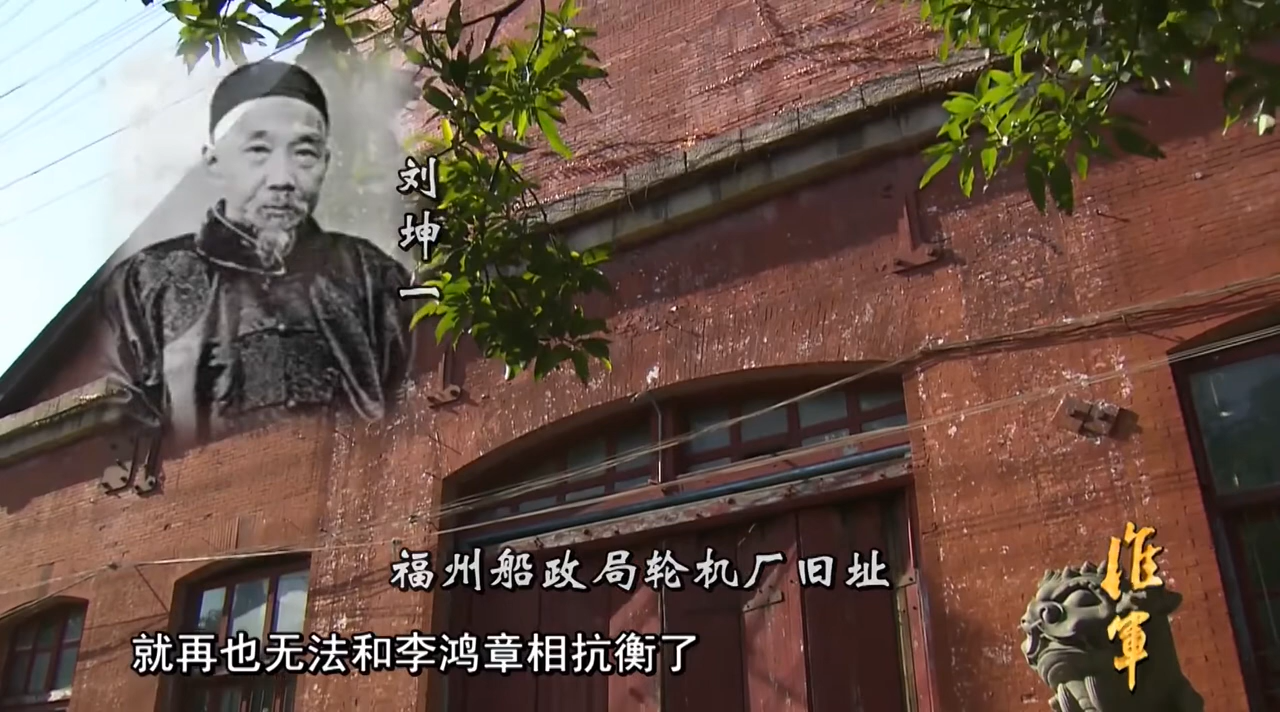 刘坤一
福州船政局轮机厂旧址
就再也无法和李鸿章相抗衡了
淮軍